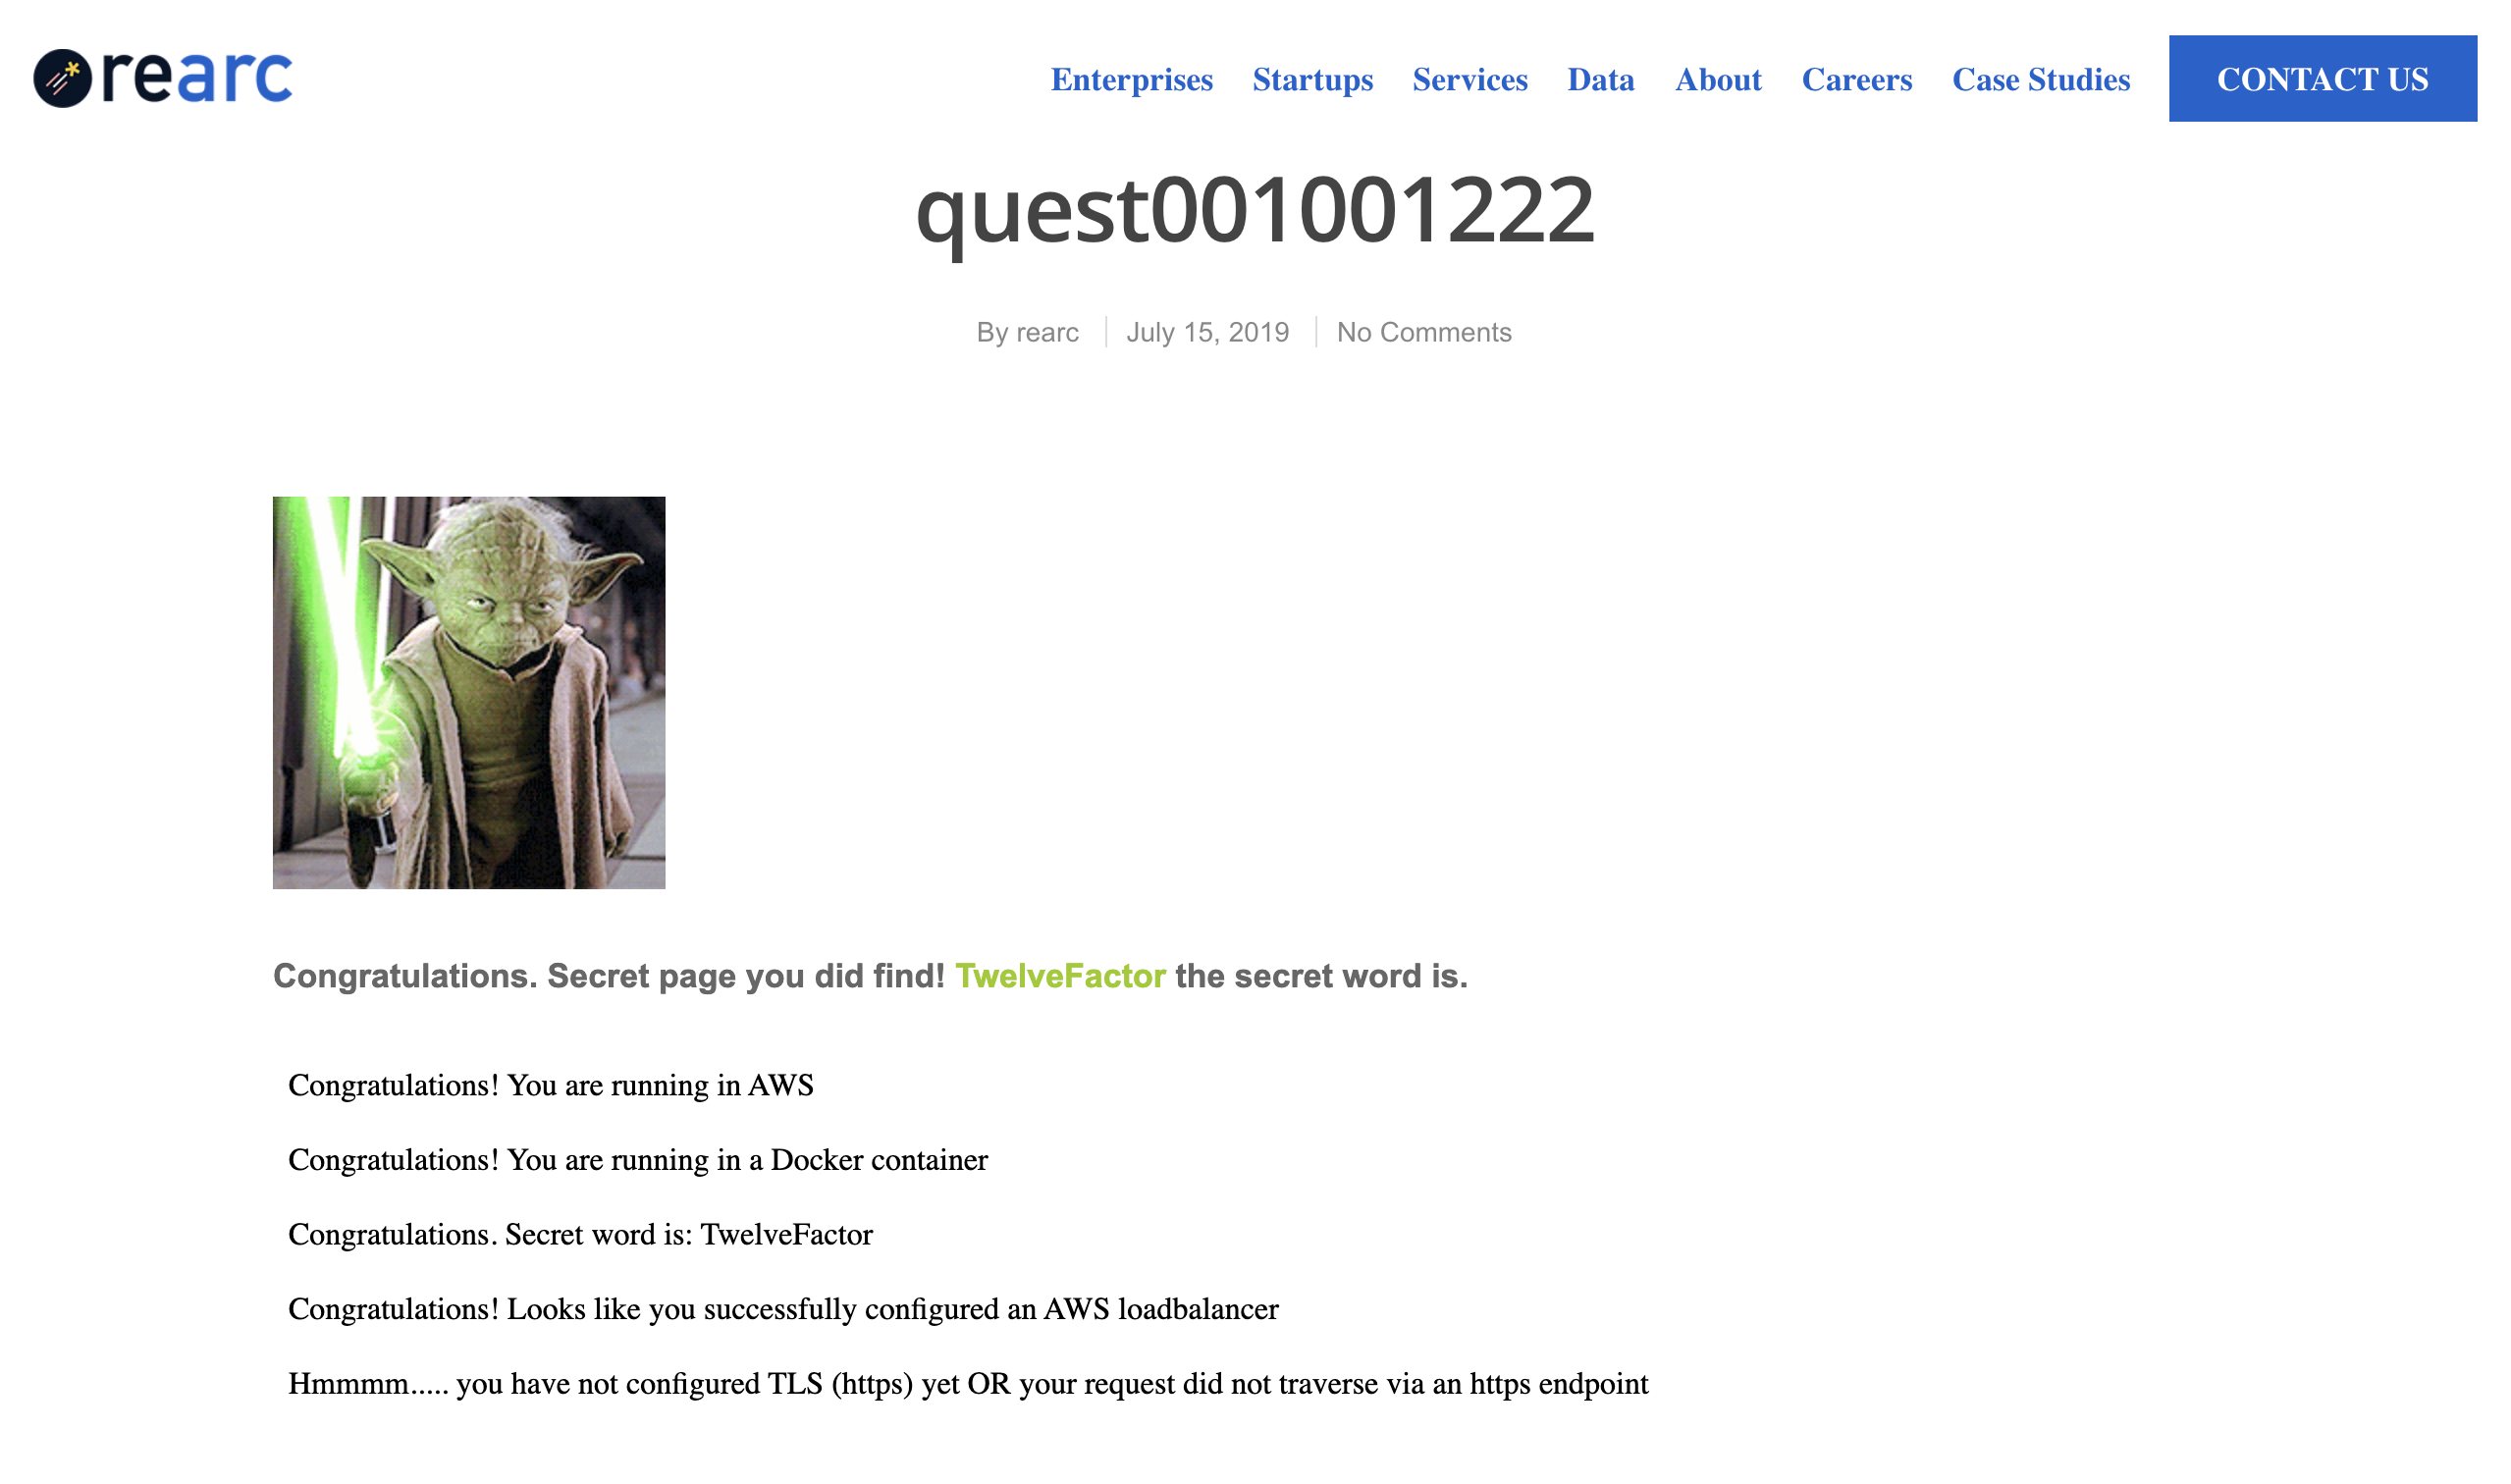 rearc
Enterprises Startups Services Data About Careers Case Studies CONTACT US
quest001001222
By rearc July 15, 2019 No Comments
Congratulations. Secret page you did find! TwelveFactor the secret word is.
Congratulations! You are running in AWS
Congratulations! You are running in a Docker container
Congratulations. Secret word is: TwelveFactor
Congratulations! Looks like you successfully configured an AWS loadbalancer
Hmmmm..... you have not configured TLS (https) yet OR your request did not traverse via an https endpoint